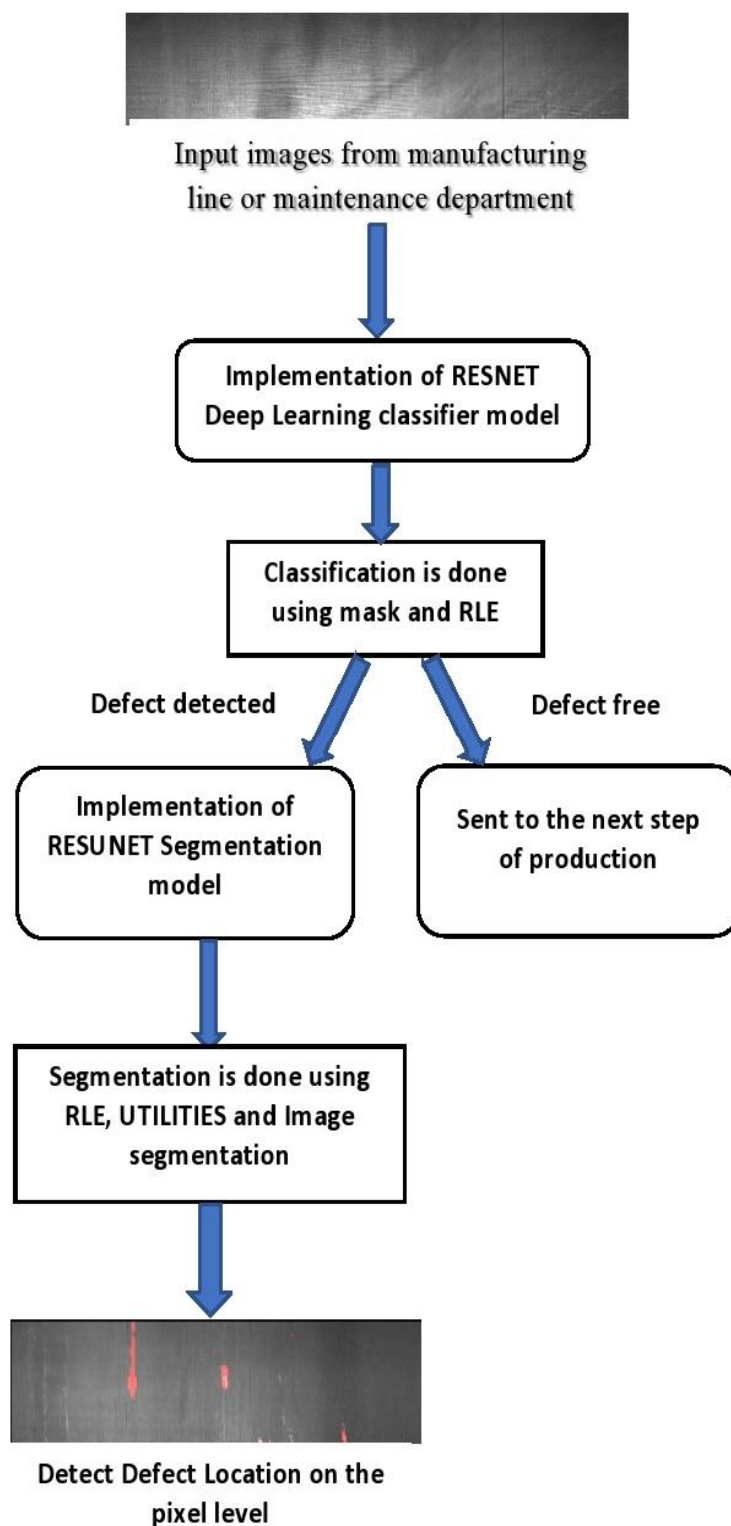 Input images from manufacturing
line or maintenance department
Implementation of RESNET
Deep Learning classifier model
Classification is done
using mask and RLE
Defect detected
Defect free
Implementation of
RESUNET Segmentation
model
Sent to the next step
of production
Segmentation is done using
RLE, UTILITIES and Image
segmentation
Detect Defect Location on the
pixel level